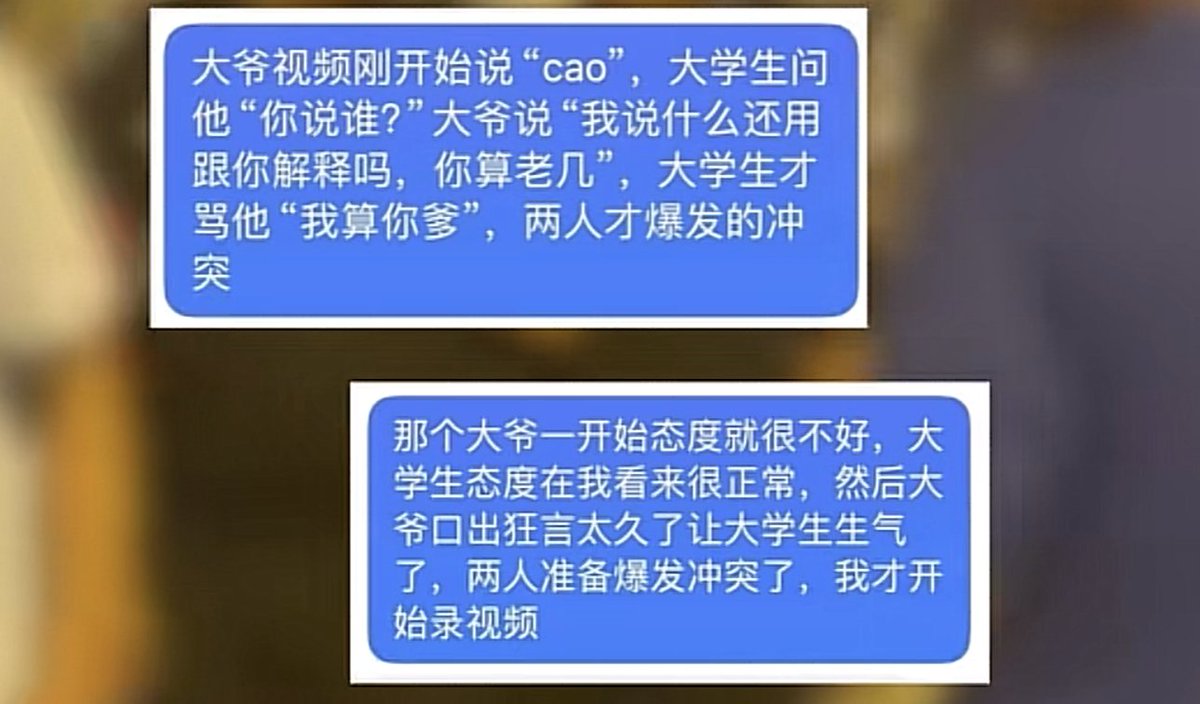 大爷视频刚开始说“cao”，大学生问
他“你说谁?”大爷说“我说什么还用
跟你解释吗，你算老几”，大学生才
骂他“我算你爹”，两人才爆发的冲
突
那个大爷一开始态度就很不好，大
学生态度在我看来很正常，然后大
爷口出狂言太久了让大学生生气
了，两人准备爆发冲突了，我才开
始录视频